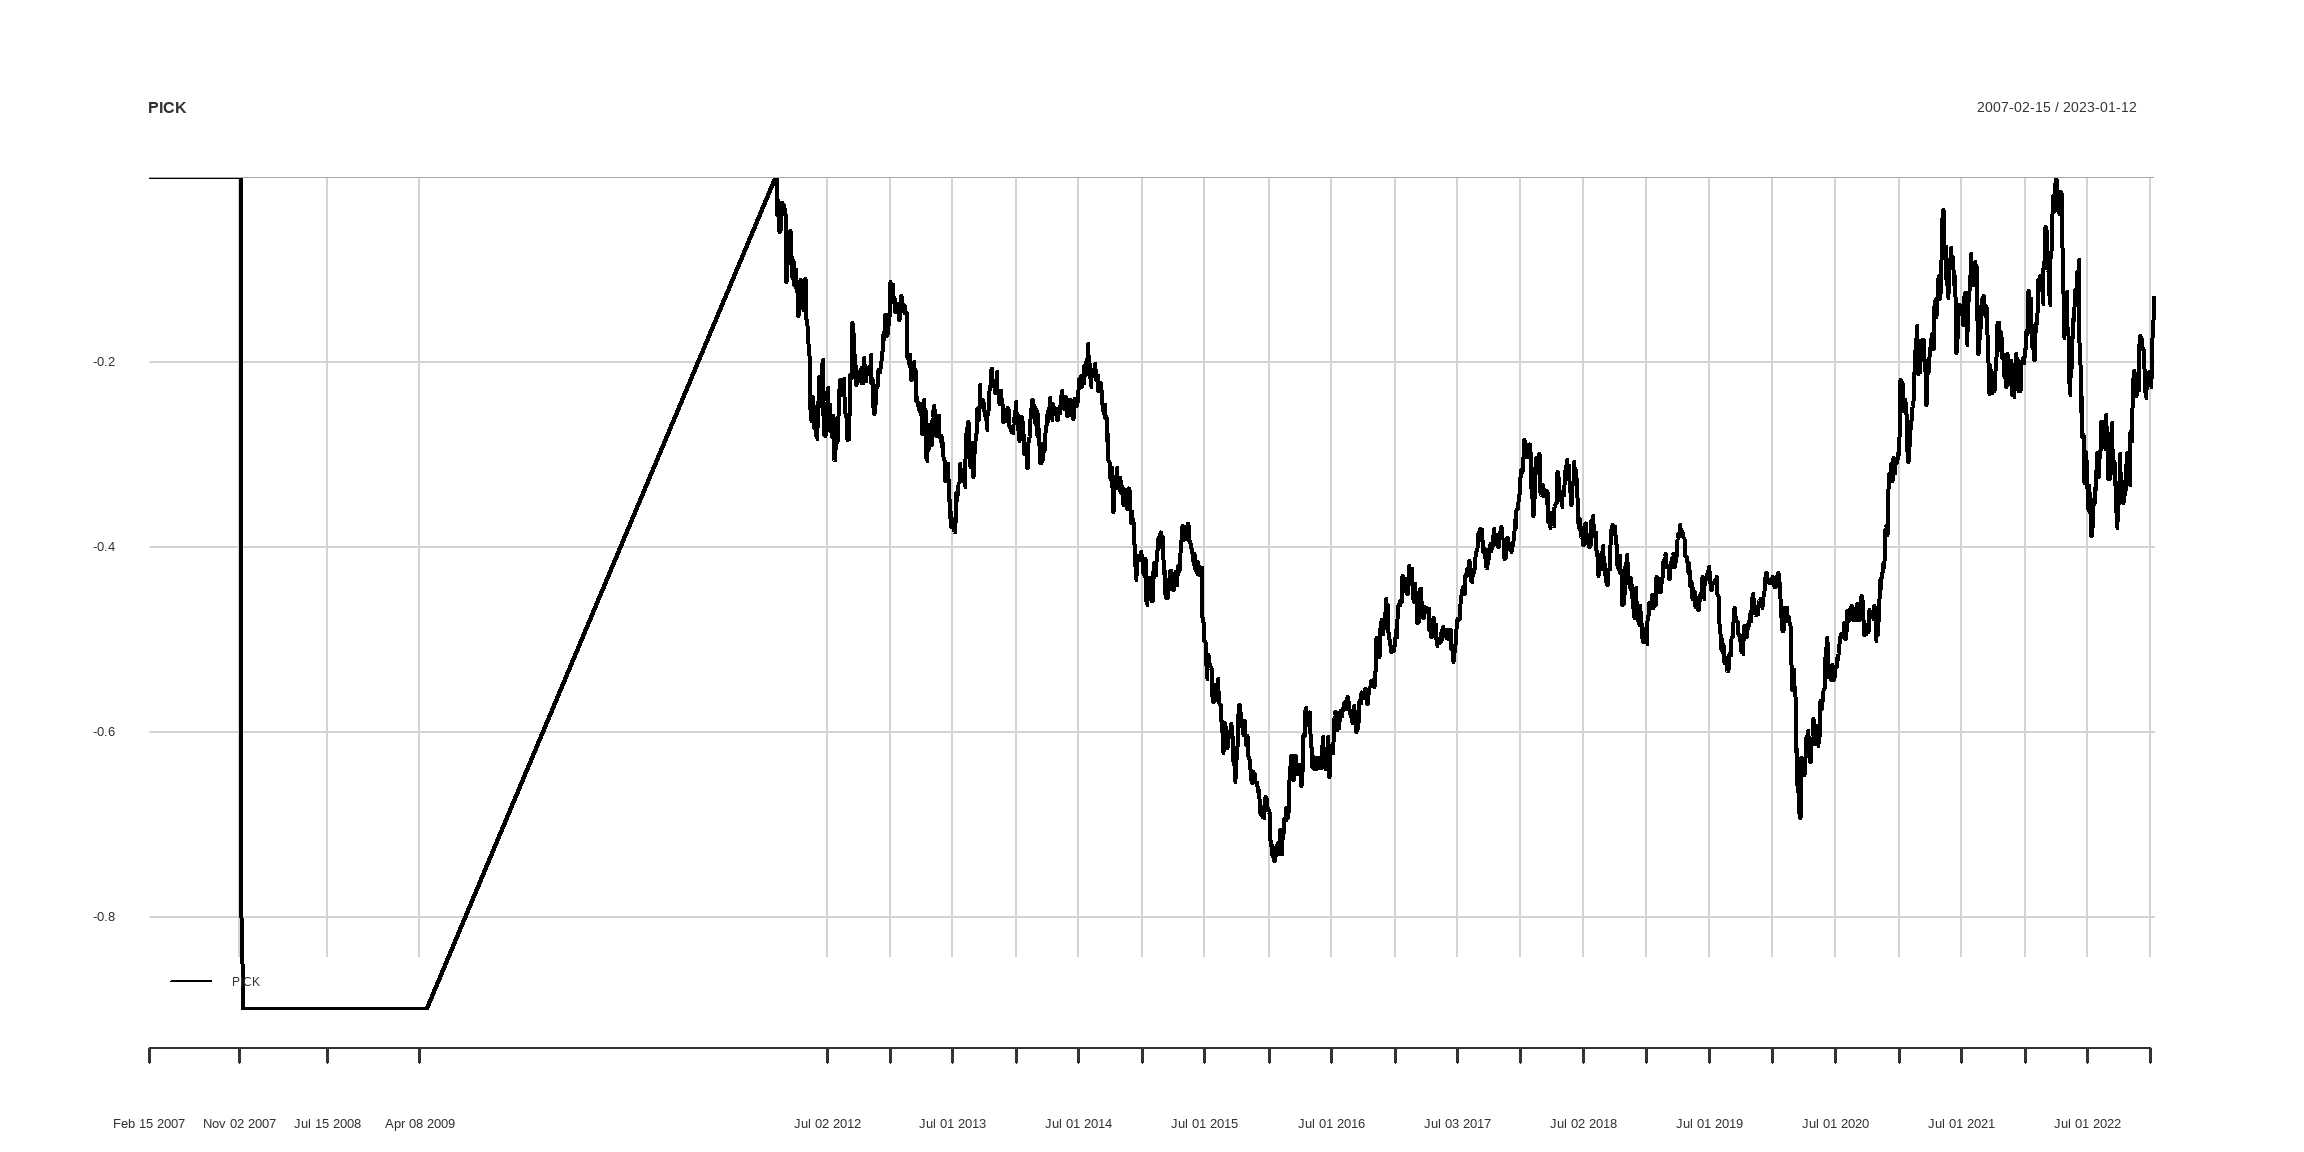 PICK
2007-02-15 / 2023-01-12
-0.2
-0.4
-0.6
-0.8
PICK
Feb 15 2007 Nov 02 2007 Jul 15 2008 Apr 08 2009 Jul 02 2012 Jul 01 2013 Jul 01 2014 Jul 01 2015 Jul 01 2016 Jul 03 2017 Jul 02 2018 Jul 01 2019 Jul 01 2020 Jul 01 2021 Jul 01 2022